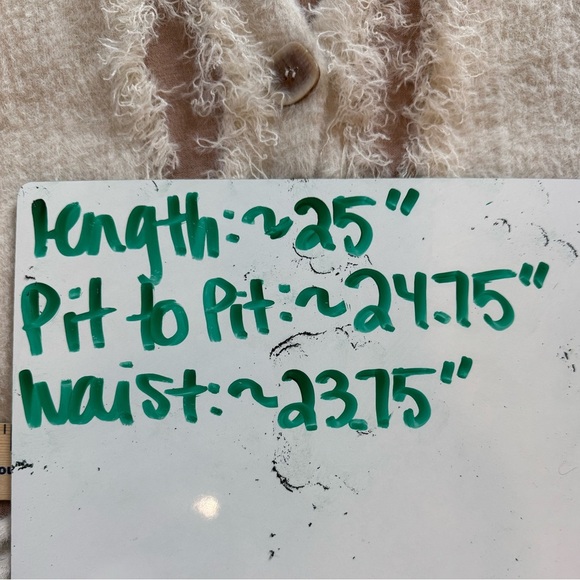 Length: ~25"
Pit to Pit: ~24.75"
Waist: ~23.75"